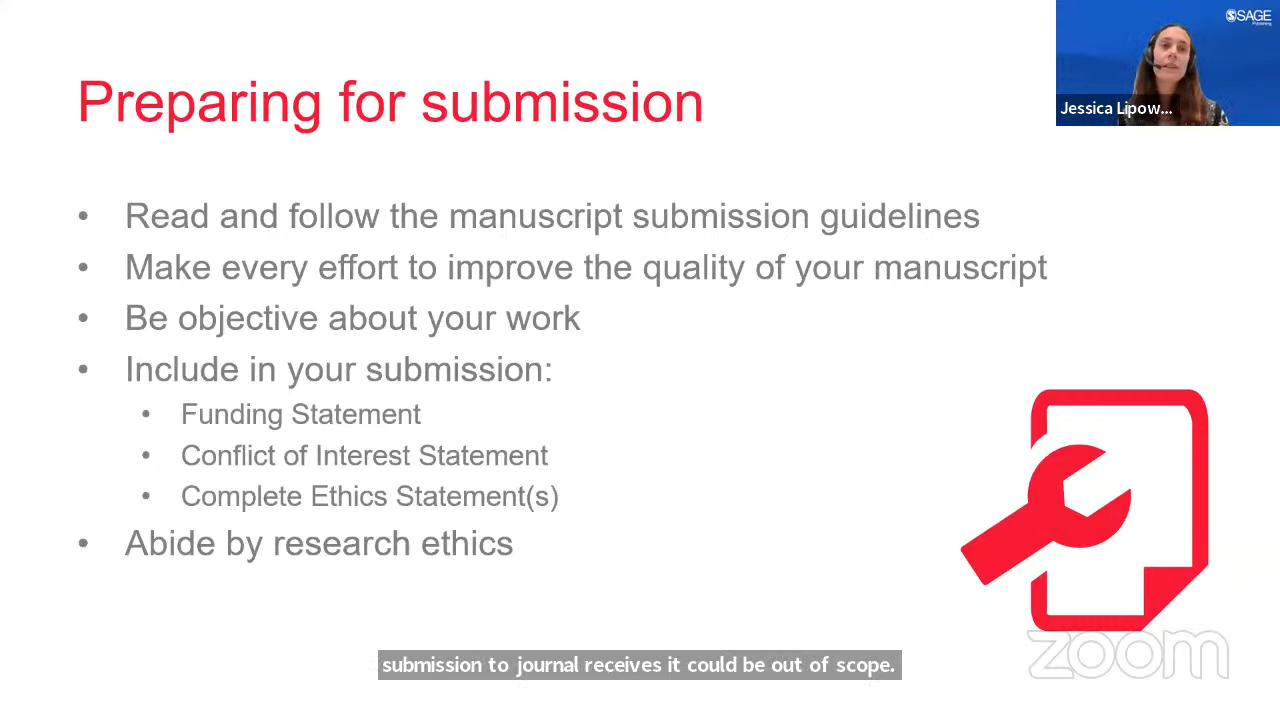 SAGE
Publishing
Jessica Lipow...
Preparing for submission
• Read and follow the manuscript submission guidelines
• Make every effort to improve the quality of your manuscript
• Be objective about your work
• Include in your submission:
• Funding Statement
• Conflict of Interest Statement
• Complete Ethics Statement(s)
• Abide by research ethics
zoom
submission to journal receives it could be out of scope.